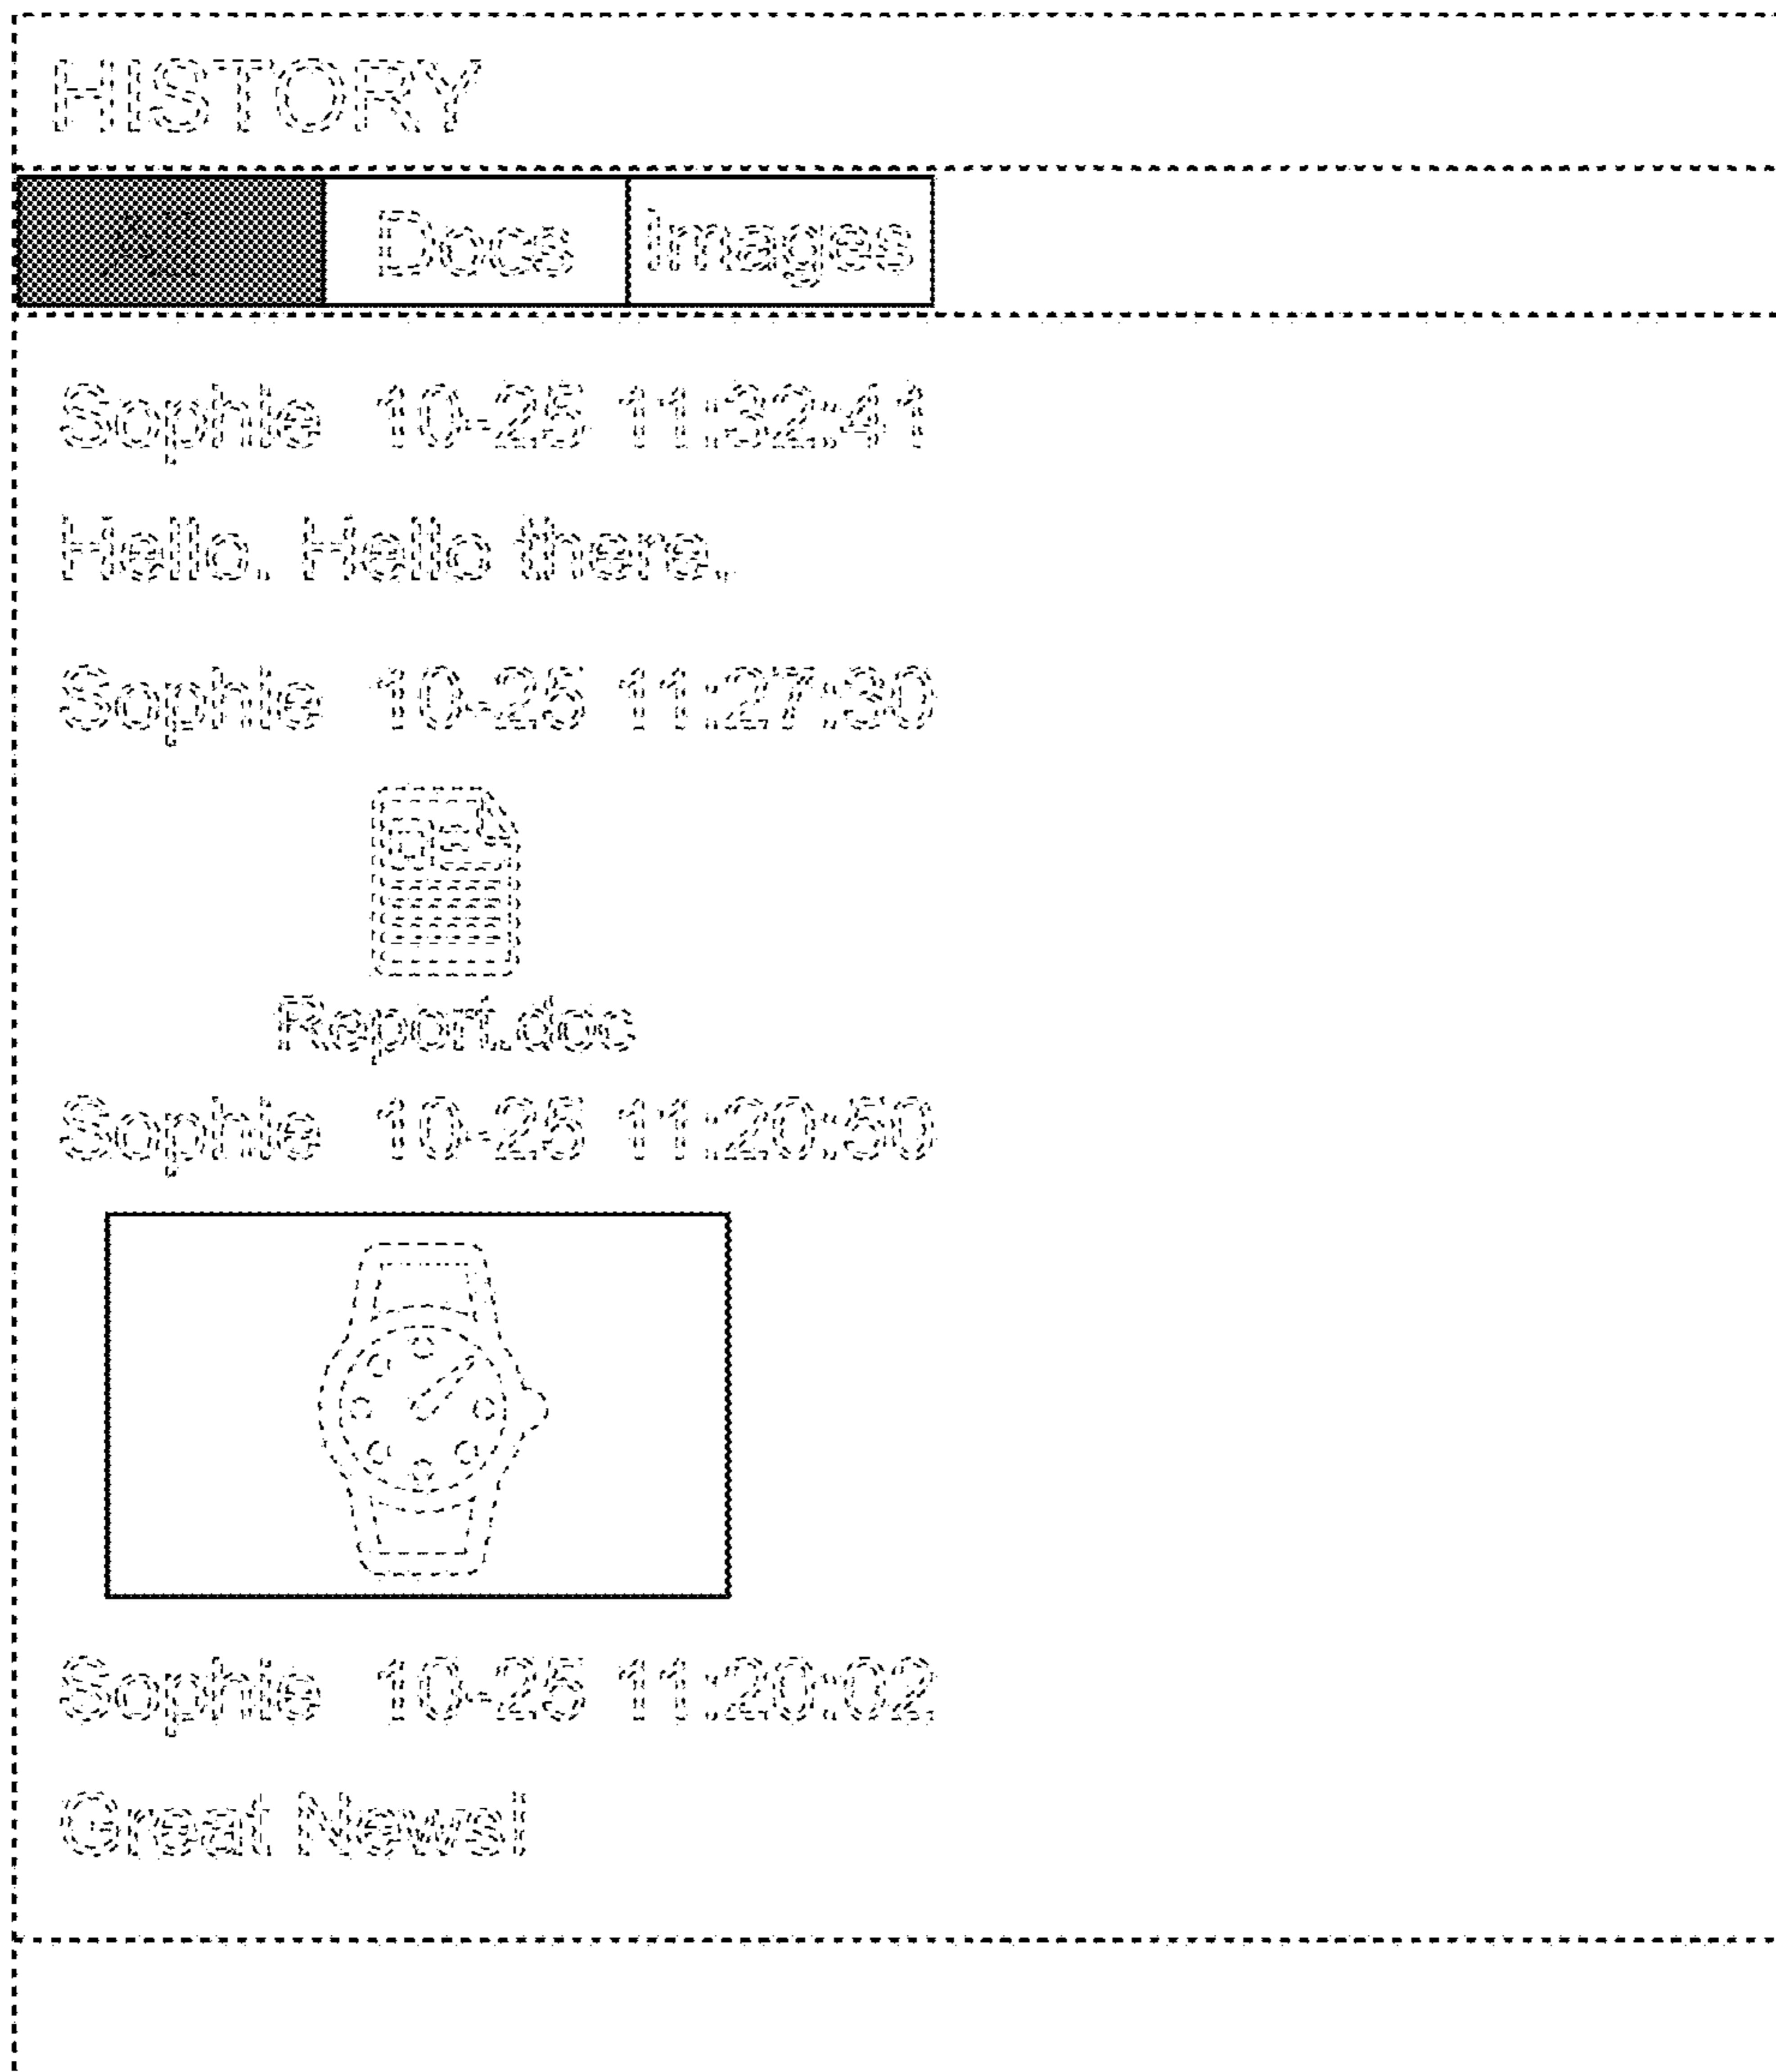 HISTORY
All Docs Images
Sophie 10-25 11:32:41
Hello. Hello there.
Sophie 10-25 11:27:30
Report.doc
Sophie 10-25 11:20:50
Sophie 10-25 11:20:02
Great News!